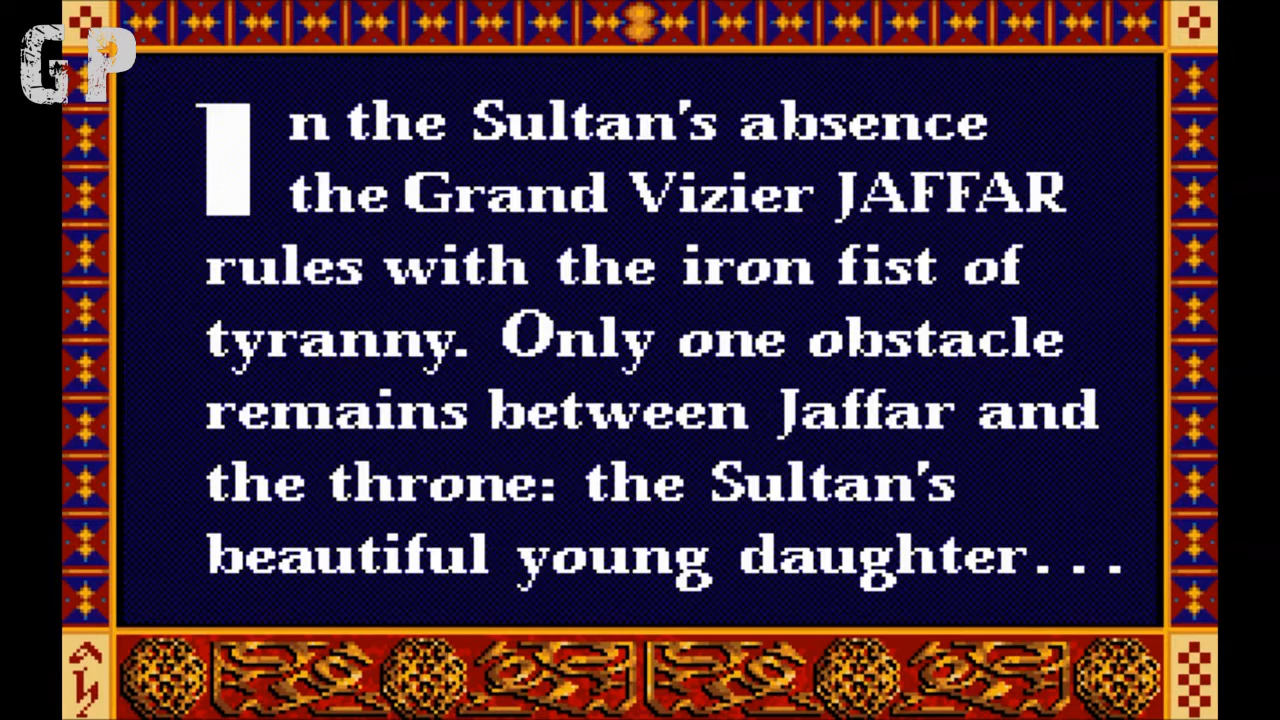 GP
In the Sultan's absence
the Grand Vizier JAFFAR
rules with the iron fist of
tyranny. Only one obstacle
remains between Jaffar and
the throne: the Sultan's
beautiful young daughter...